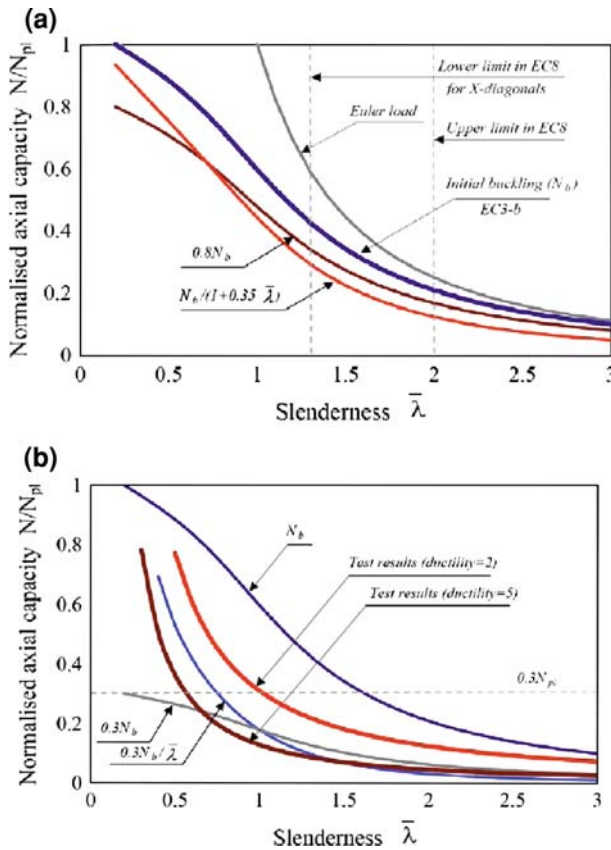 (a)
Normalised axial capacity N/Npl
1
0.8
0.6
0.4
0.2
0
0
0.5
1
1.5
2
2.5
3
Slenderness λ̅
Lower limit in EC8
for X-diagonals
Euler load
Upper limit in EC8
Initial buckling (Nb)
EC3-b
0.8Nb
Nb/(1+0.35 λ̅)
(b)
Normalised axial capacity N/Npl
1
0.8
0.6
0.4
0.2
0
0
0.5
1
1.5
2
2.5
3
Slenderness λ̅
Nb
Test results (ductility=2)
Test results (ductility=5)
0.3Npl
0.3Nb
0.3Nb/λ̅